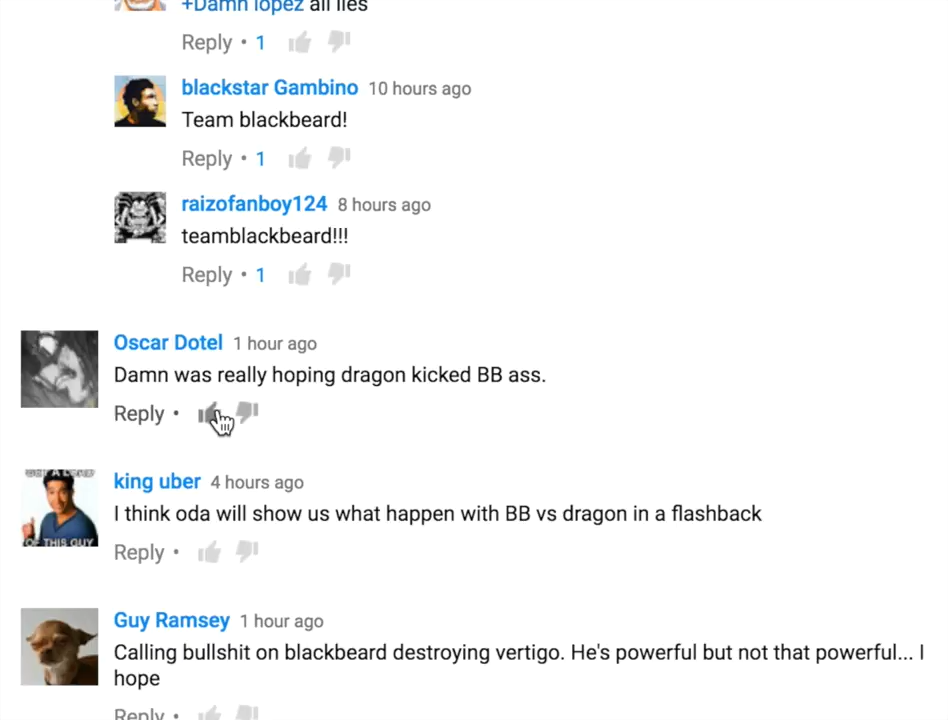 +Damn lopez all lies
Reply • 1
blackstar Gambino 10 hours ago
Team blackbeard!
Reply • 1
raizofanboy124 8 hours ago
teamblackbeard!!!
Reply • 1
Oscar Dotel 1 hour ago
Damn was really hoping dragon kicked BB ass.
Reply •
king uber 4 hours ago
I think oda will show us what happen with BB vs dragon in a flashback
OF THIS GUY
Reply •
Guy Ramsey 1 hour ago
Calling bullshit on blackbeard destroying vertigo. He's powerful but not that powerful... I
hope
Reply •